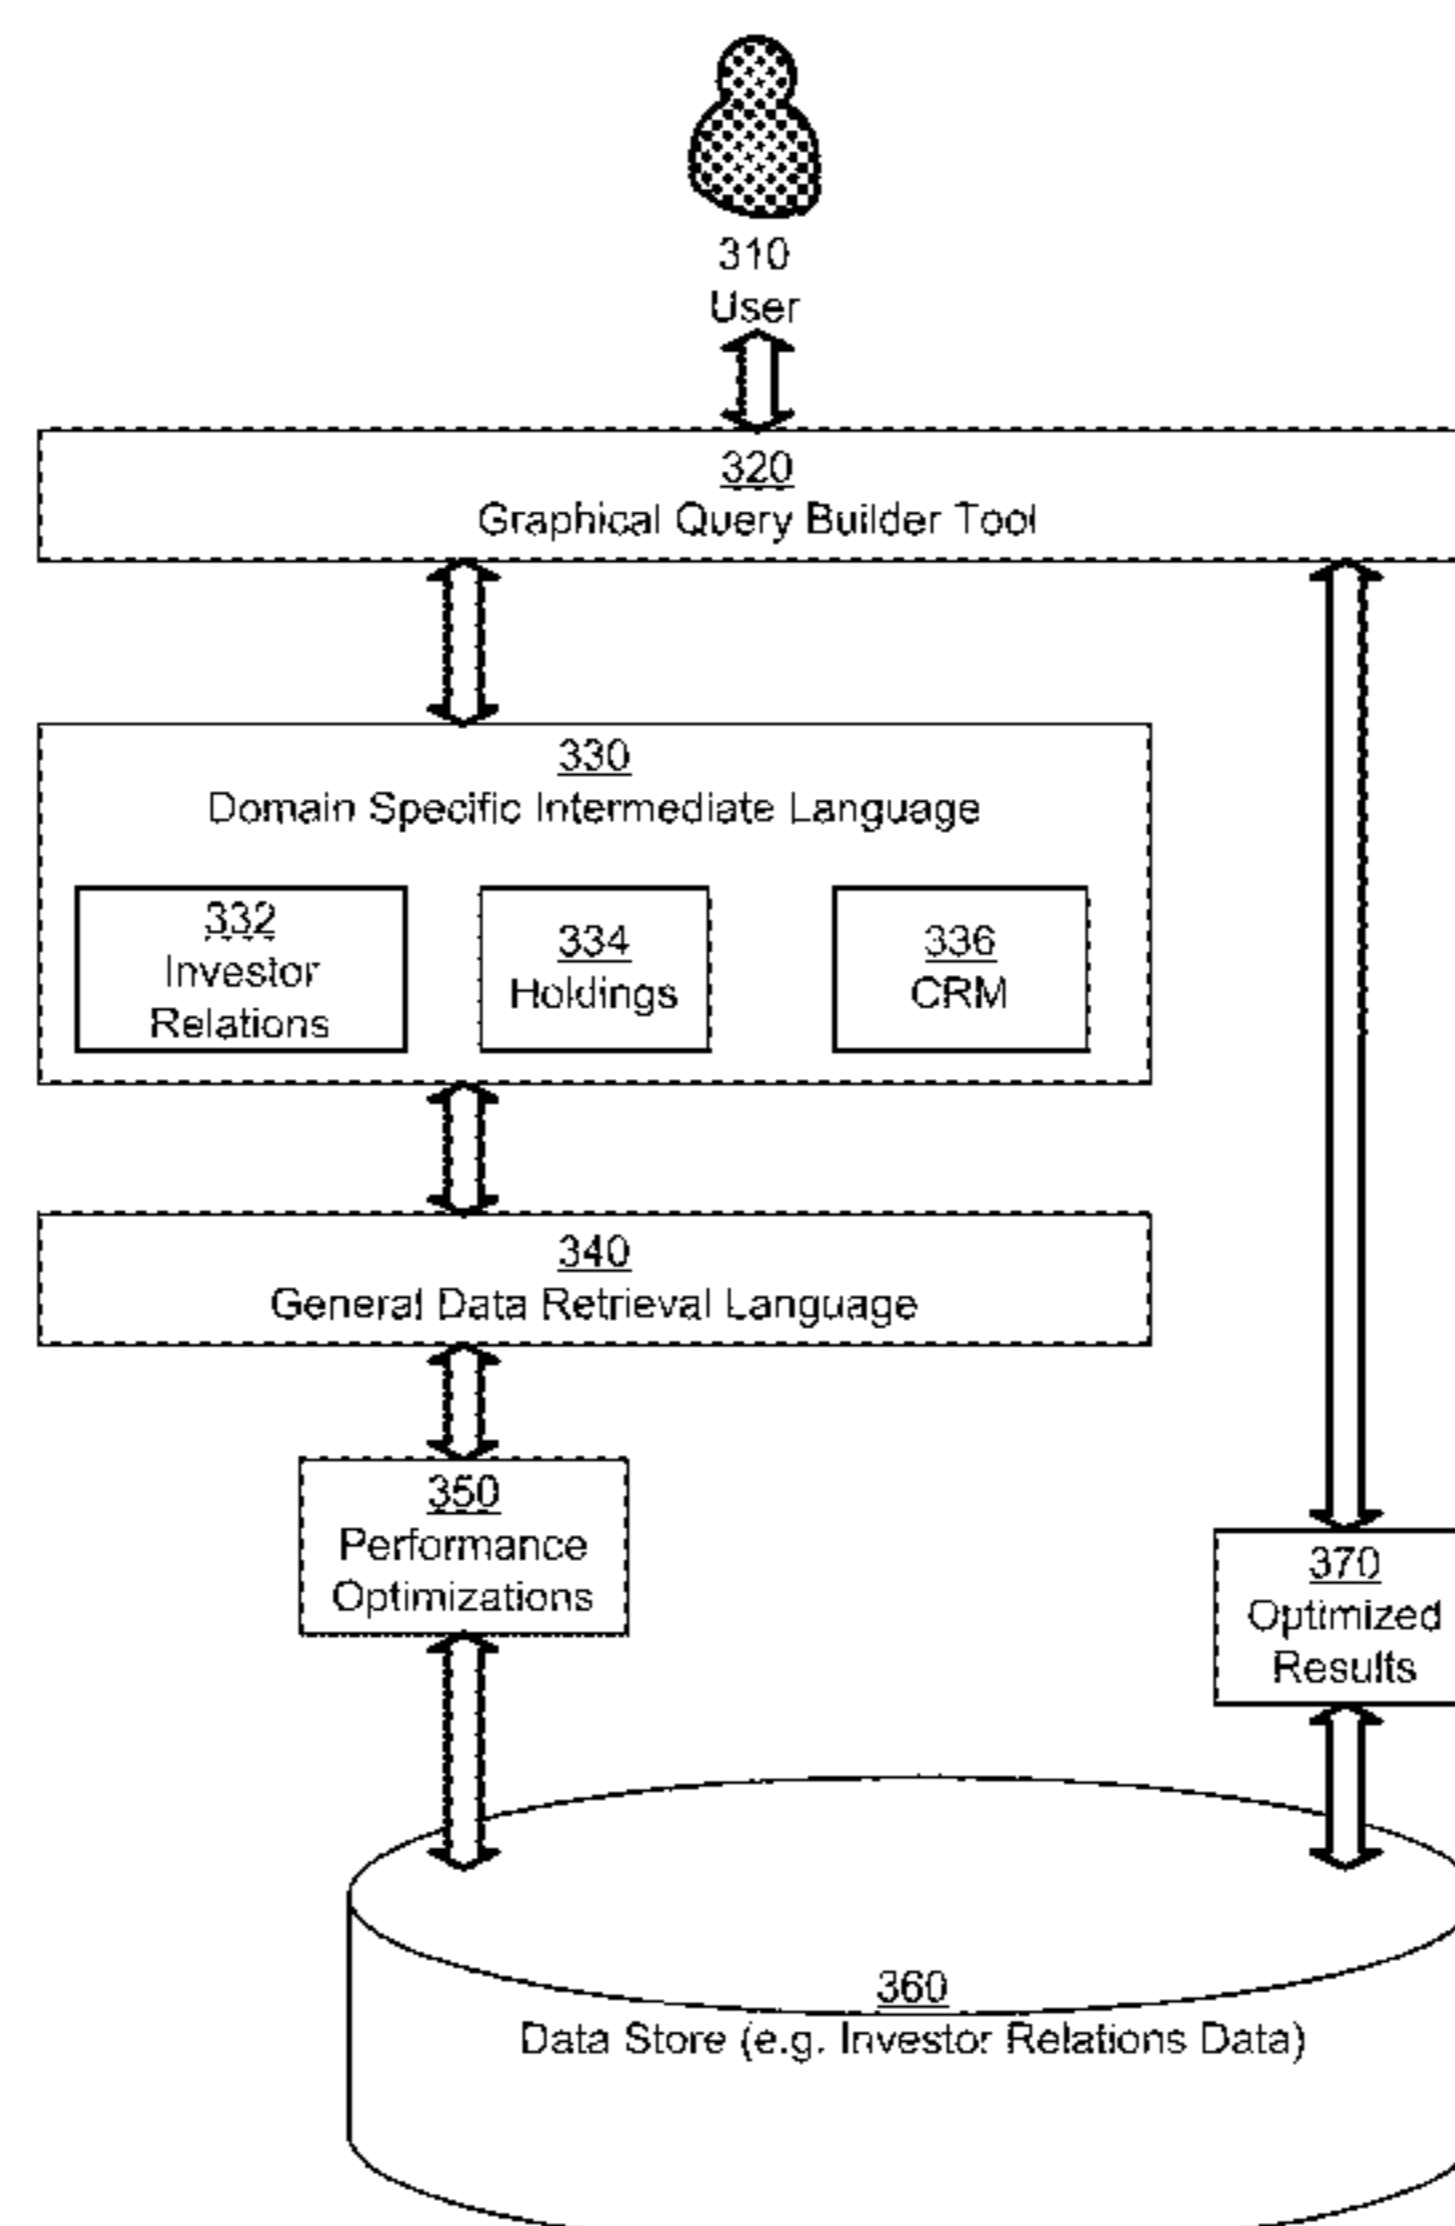 310
User
320
Graphical Query Builder Tool
330
Domain Specific Intermediate Language
332
Investor
Relations
334
Holdings
336
CRM
340
General Data Retrieval Language
350
Performance
Optimizations
370
Optimized
Results
360
Data Store (e.g. Investor Relations Data)